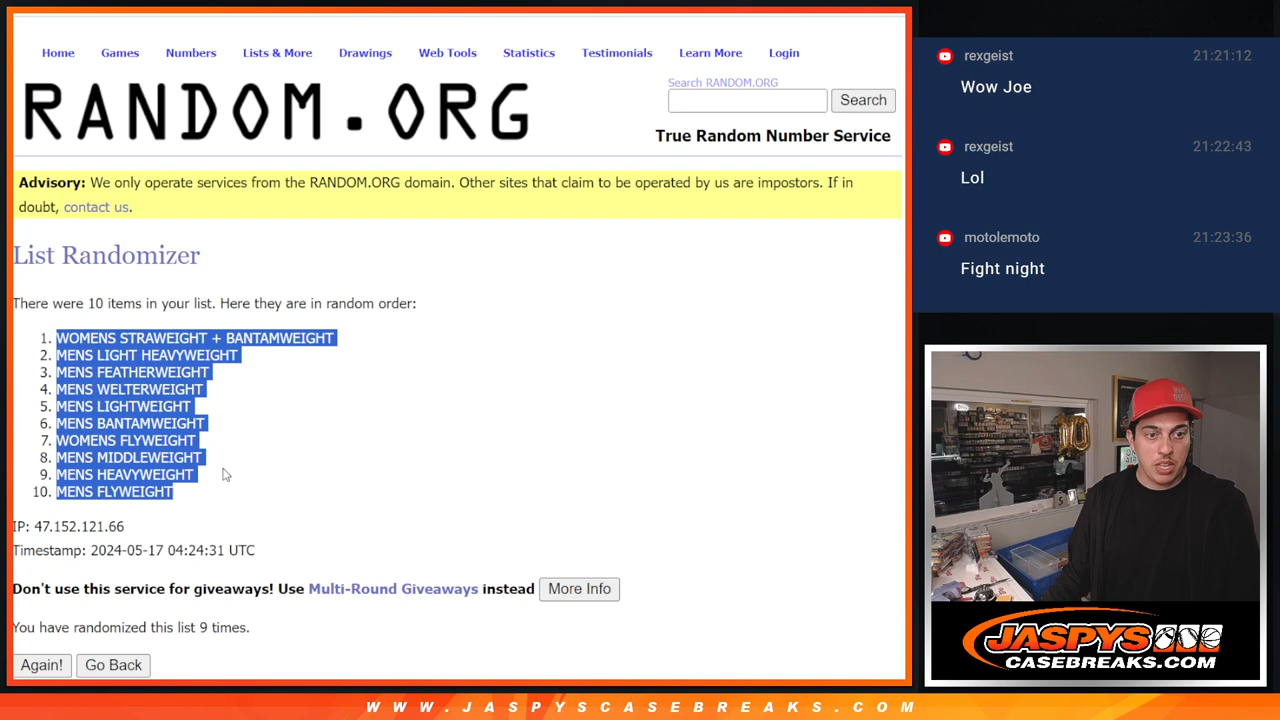 Home Games Numbers Lists & More Drawings Web Tools Statistics Testimonials Learn More Login
RANDOM.ORG
Search RANDOM.ORG
Search
True Random Number Service
Advisory: We only operate services from the RANDOM.ORG domain. Other sites that claim to be operated by us are impostors. If in
doubt, contact us.
List Randomizer
There were 10 items in your list. Here they are in random order:
1. WOMENS STRAWEIGHT + BANTAMWEIGHT
2. MENS LIGHT HEAVYWEIGHT
3. MENS FEATHERWEIGHT
4. MENS WELTERWEIGHT
5. MENS LIGHTWEIGHT
6. MENS BANTAMWEIGHT
7. WOMENS FLYWEIGHT
8. MENS MIDDLEWEIGHT
9. MENS HEAVYWEIGHT
10. MENS FLYWEIGHT
IP: 47.152.121.66
Timestamp: 2024-05-17 04:24:31 UTC
Don't use this service for giveaways! Use Multi-Round Giveaways instead More Info
You have randomized this list 9 times.
Again! Go Back
rexgeist 21:21:12
Wow Joe
rexgeist 21:22:43
Lol
motolemoto 21:23:36
Fight night
10
JASPYS
CASEBREAKS.COM
WWW.JASPYSCASEBREAKS.COM